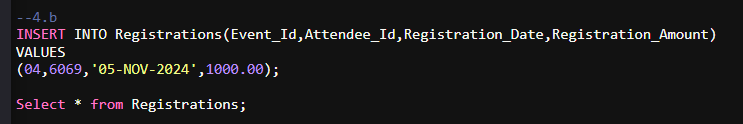 --4.b
INSERT INTO Registrations(Event_Id,Attendee_Id,Registration_Date,Registration_Amount)
VALUES
(04,6069,'05-NOV-2024',1000.00);
Select * from Registrations;